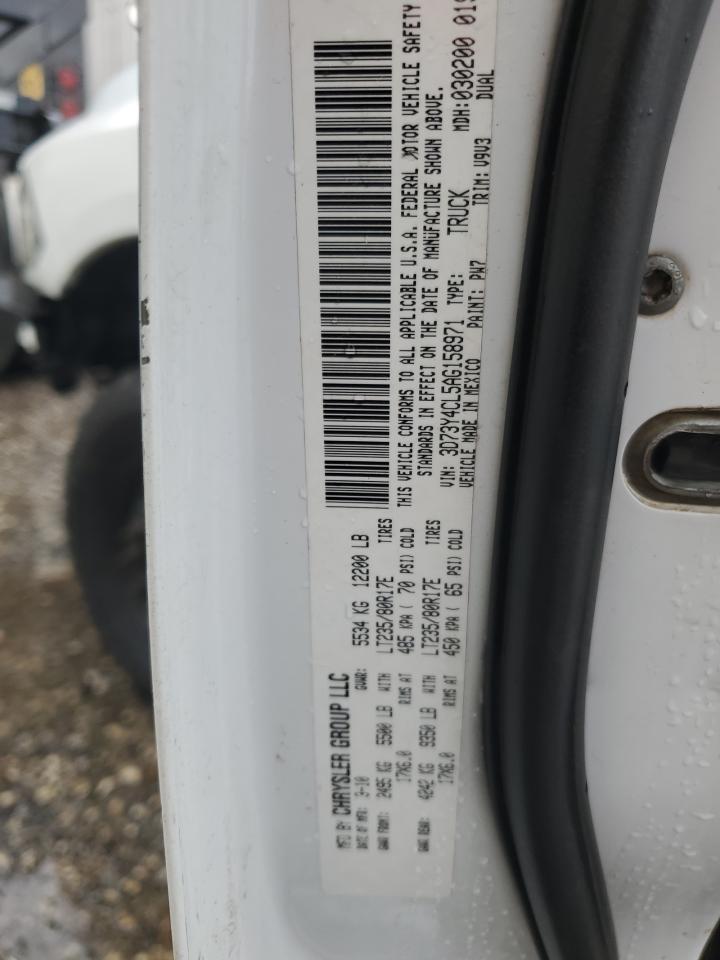 MFD BY CHRYSLER GROUP LLC
DATE OF MFR: 3-10 GVWR: 5534 KG 12200 LB
GAWR FRONT: 2495 KG 5500 LB WITH LT235/80R17E TIRES
17X6.0 RIMS AT 485 KPA ( 70 PSI) COLD
GAWR REAR: 4242 KG 9350 LB WITH LT235/80R17E TIRES
17X6.0 RIMS AT 450 KPA ( 65 PSI) COLD
THIS VEHICLE CONFORMS TO ALL APPLICABLE U.S.A. FEDERAL MOTOR VEHICLE SAFETY
STANDARDS IN EFFECT ON THE DATE OF MANUFACTURE SHOWN ABOVE.
VIN: 3D73Y4CL5AG158971 TYPE: TRUCK MDH: 030200 019
VEHICLE MADE IN MEXICO PAINT: PW7 TRIM: V9V3 DUAL